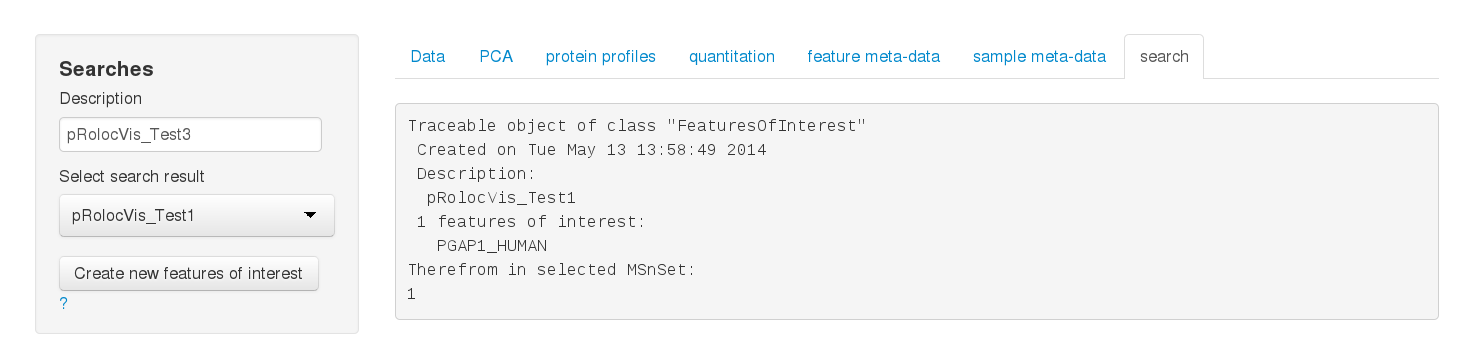 Searches
Description
pRolocVis_Test3
Select search result
pRolocVis_Test1
Create new features of interest
?
Data PCA protein profiles quantitation feature meta-data sample meta-data search
Traceable object of class "FeaturesOfInterest"
Created on Tue May 13 13:58:49 2014
Description:
pRolocVis_Test1
1 features of interest:
PGAP1_HUMAN
Therefrom in selected MSnSet:
1